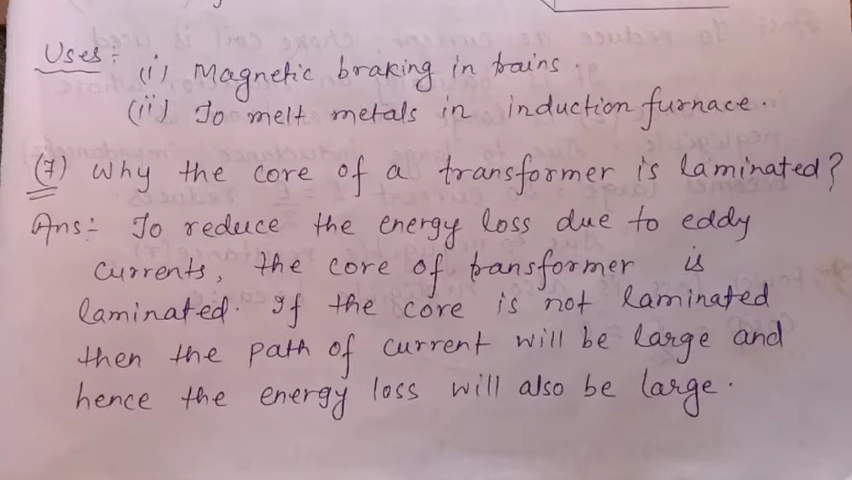 Uses:
(i) Magnetic braking in trains.
(ii) To melt metals in induction furnace.
(7) Why the core of a transformer is laminated?
Ans:- To reduce the energy loss due to eddy
currents, the core of transformer is
laminated. If the core is not laminated
then the path of current will be large and
hence the energy loss will also be large.